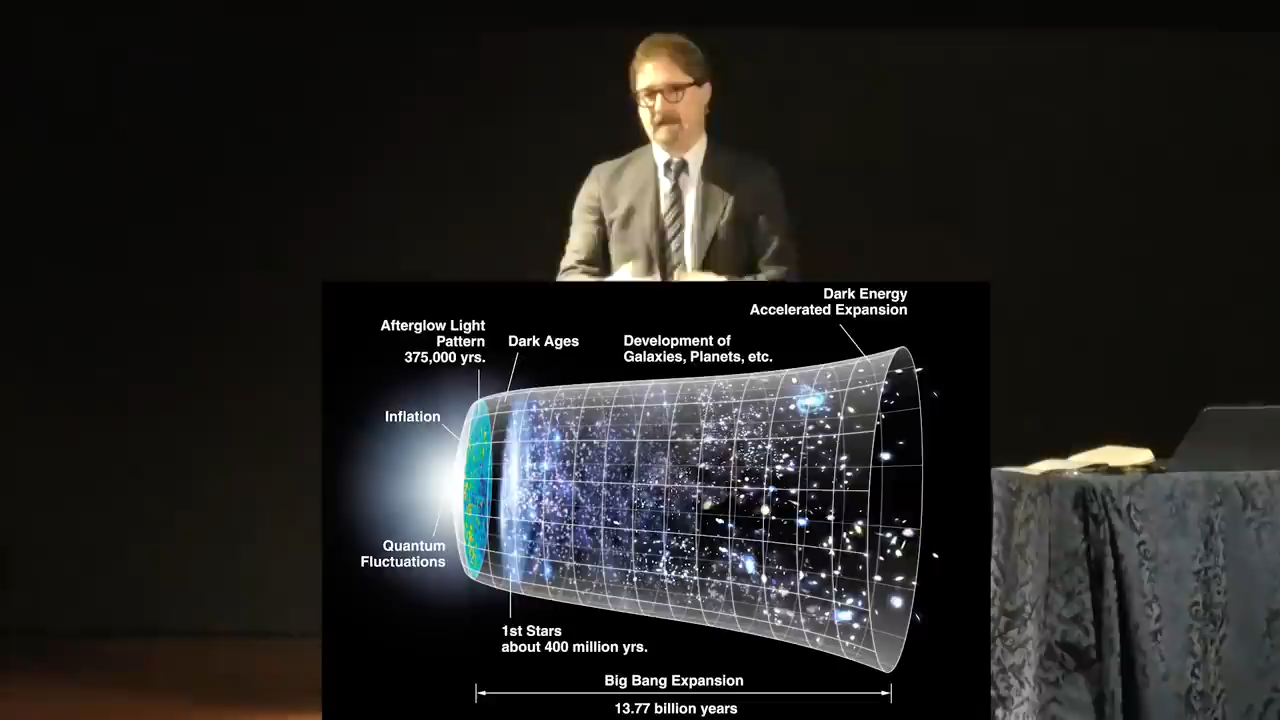 Dark Energy
Accelerated Expansion
Afterglow Light
Pattern
375,000 yrs.
Dark Ages
Development of
Galaxies, Planets, etc.
Inflation
Quantum
Fluctuations
1st Stars
about 400 million yrs.
Big Bang Expansion
13.77 billion years